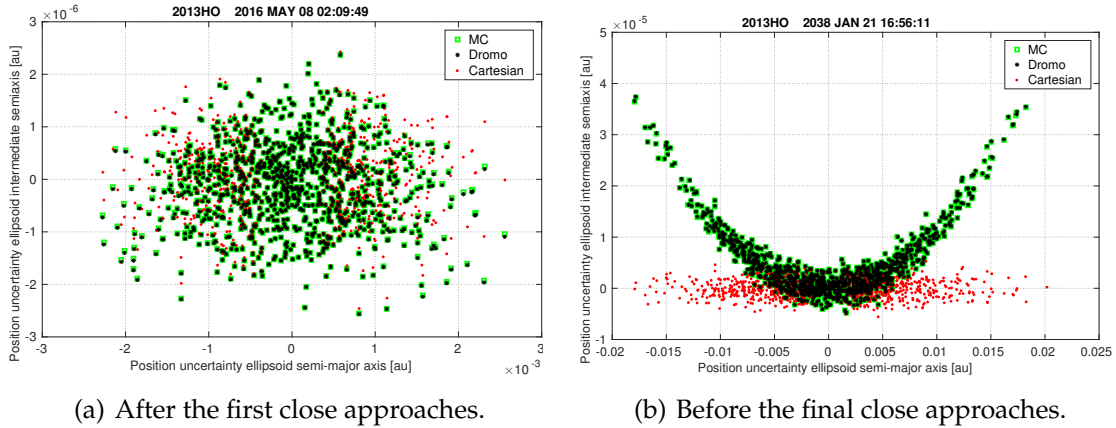 2013HO 2016 MAY 08 02:09:49
×10^-6
3
2
1
0
-1
-2
-3
Position uncertainty ellipsoid intermediate semiaxis [au]
MC
Dromo
Cartesian
-3 -2 -1 0 1 2 3
×10^-3
Position uncertainty ellipsoid semi-major axis [au]
(a) After the first close approaches.
2013HO 2038 JAN 21 16:56:11
×10^-5
5
4
3
2
1
0
-1
Position uncertainty ellipsoid intermediate semiaxis [au]
MC
Dromo
Cartesian
-0.02 -0.015 -0.01 -0.005 0 0.005 0.01 0.015 0.02 0.025
Position uncertainty ellipsoid semi-major axis [au]
(b) Before the final close approaches.